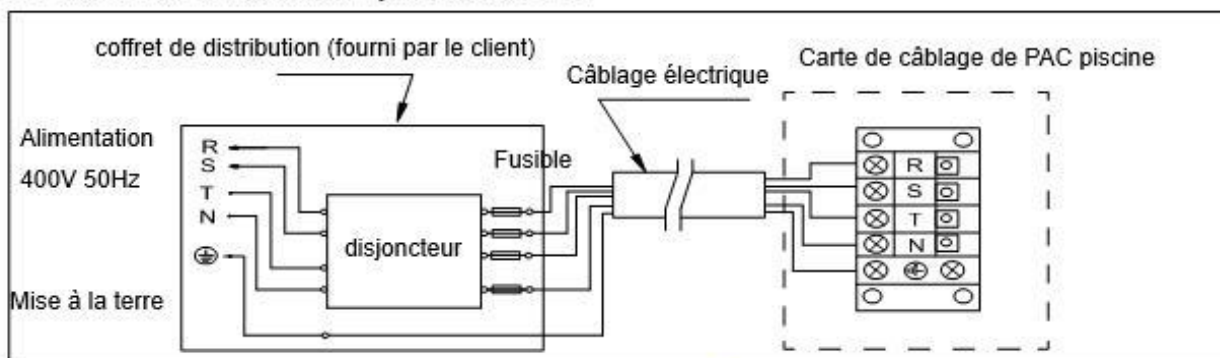 coffret de distribution (fourni par le client)
Câblage électrique
Carte de câblage de PAC piscine
Alimentation
400V 50Hz
R
S
T
N
Fusible
disjoncteur
Mise à la terre
R
S
T
N